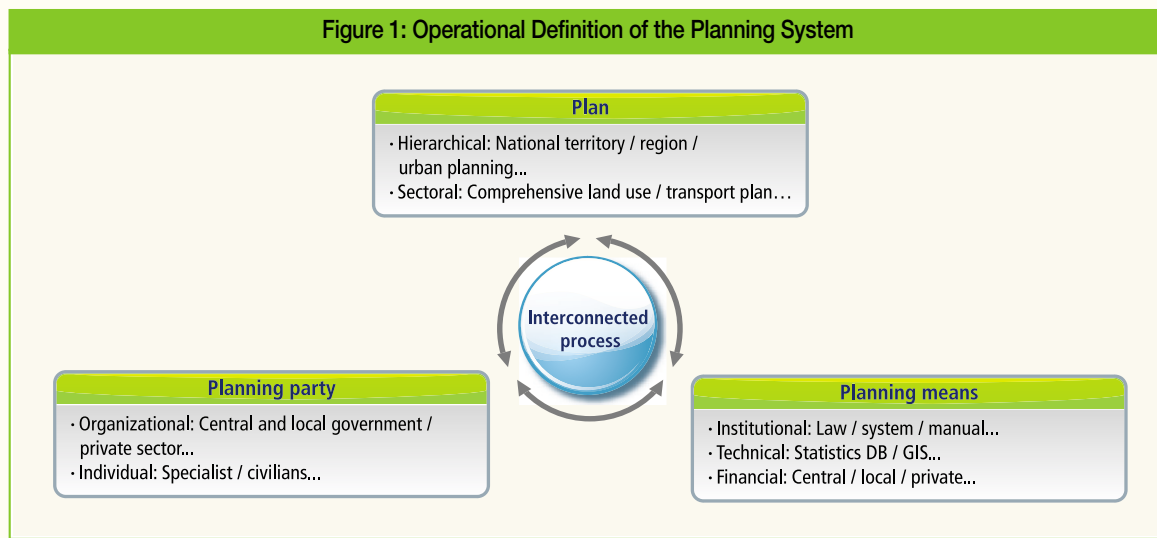 Figure 1: Operational Definition of the Planning System
Plan
· Hierarchical: National territory / region /
urban planning...
· Sectoral: Comprehensive land use / transport plan…
Interconnected
process
Planning party
· Organizational: Central and local government /
private sector...
· Individual: Specialist / civilians...
Planning means
· Institutional: Law / system / manual...
· Technical: Statistics DB / GIS...
· Financial: Central / local / private...